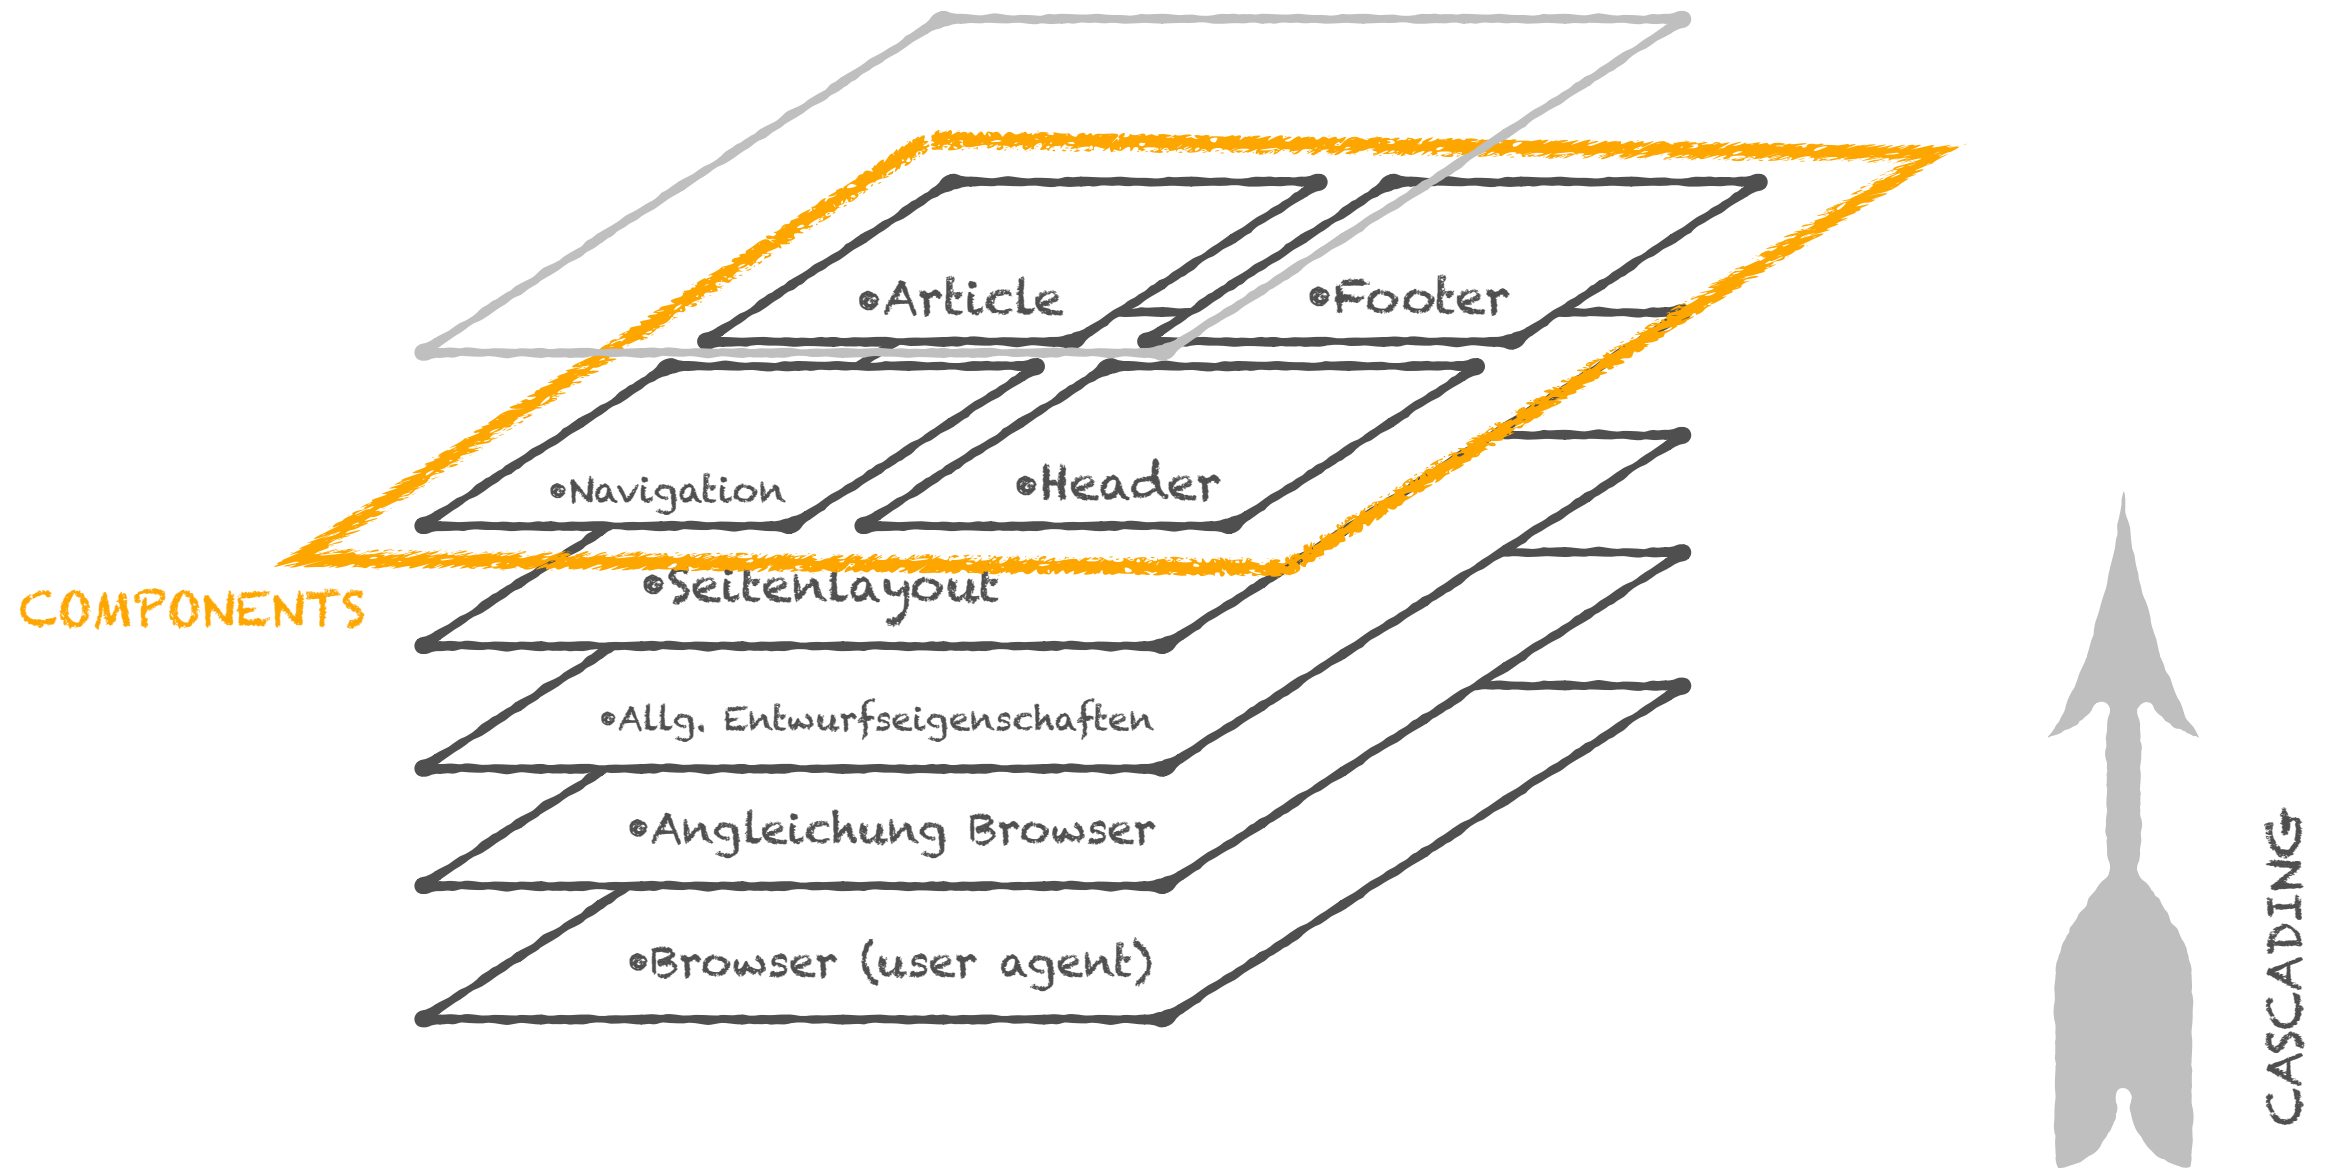 •Article
•Footer
•Navigation
•Header
COMPONENTS
•Seitenlayout
•Allg. Entwurfseigenschaften
•Angleichung Browser
•Browser (user agent)
CASCADING